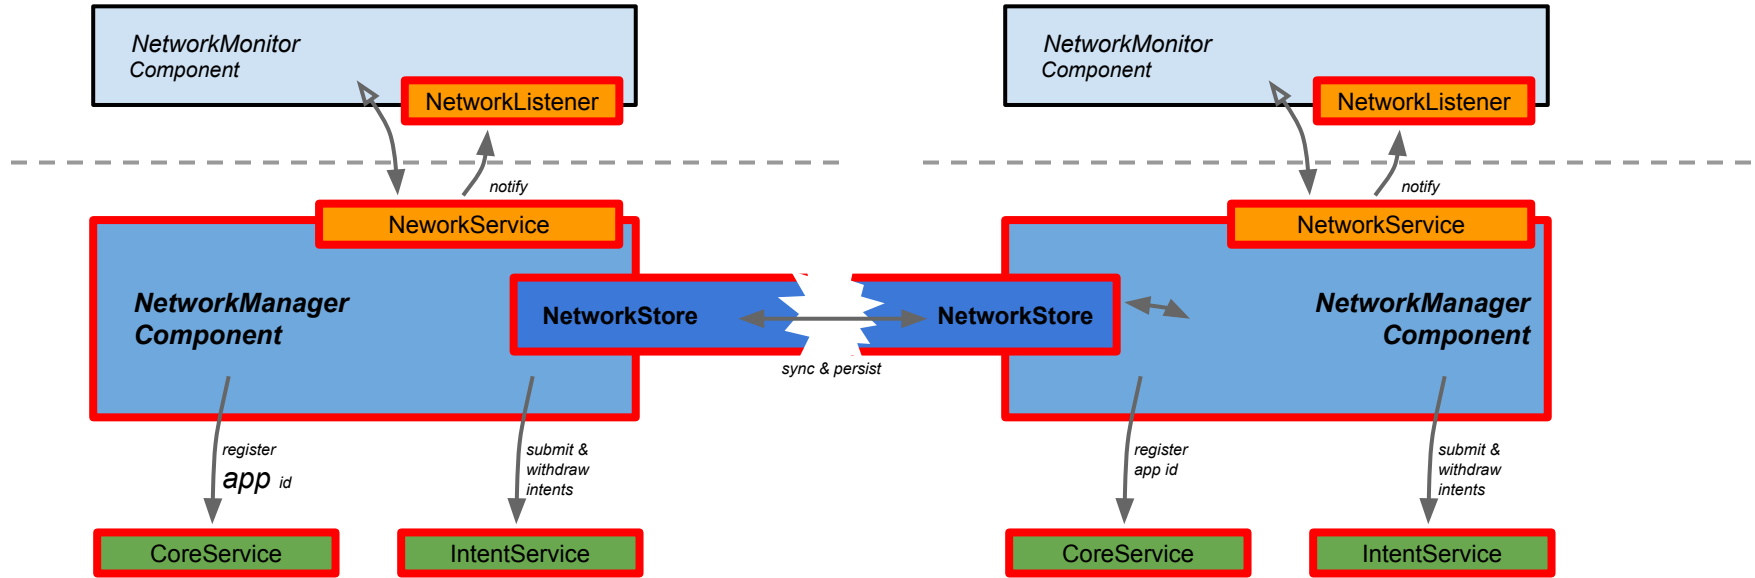 NetworkMonitor
Component
NetworkListener
notify
NeworkService
NetworkManager
Component
NetworkStore
register
app id
submit &
withdraw
intents
CoreService
IntentService
sync & persist
NetworkMonitor
Component
NetworkListener
notify
NetworkService
NetworkStore
NetworkManager
Component
register
app id
submit &
withdraw
intents
CoreService
IntentService